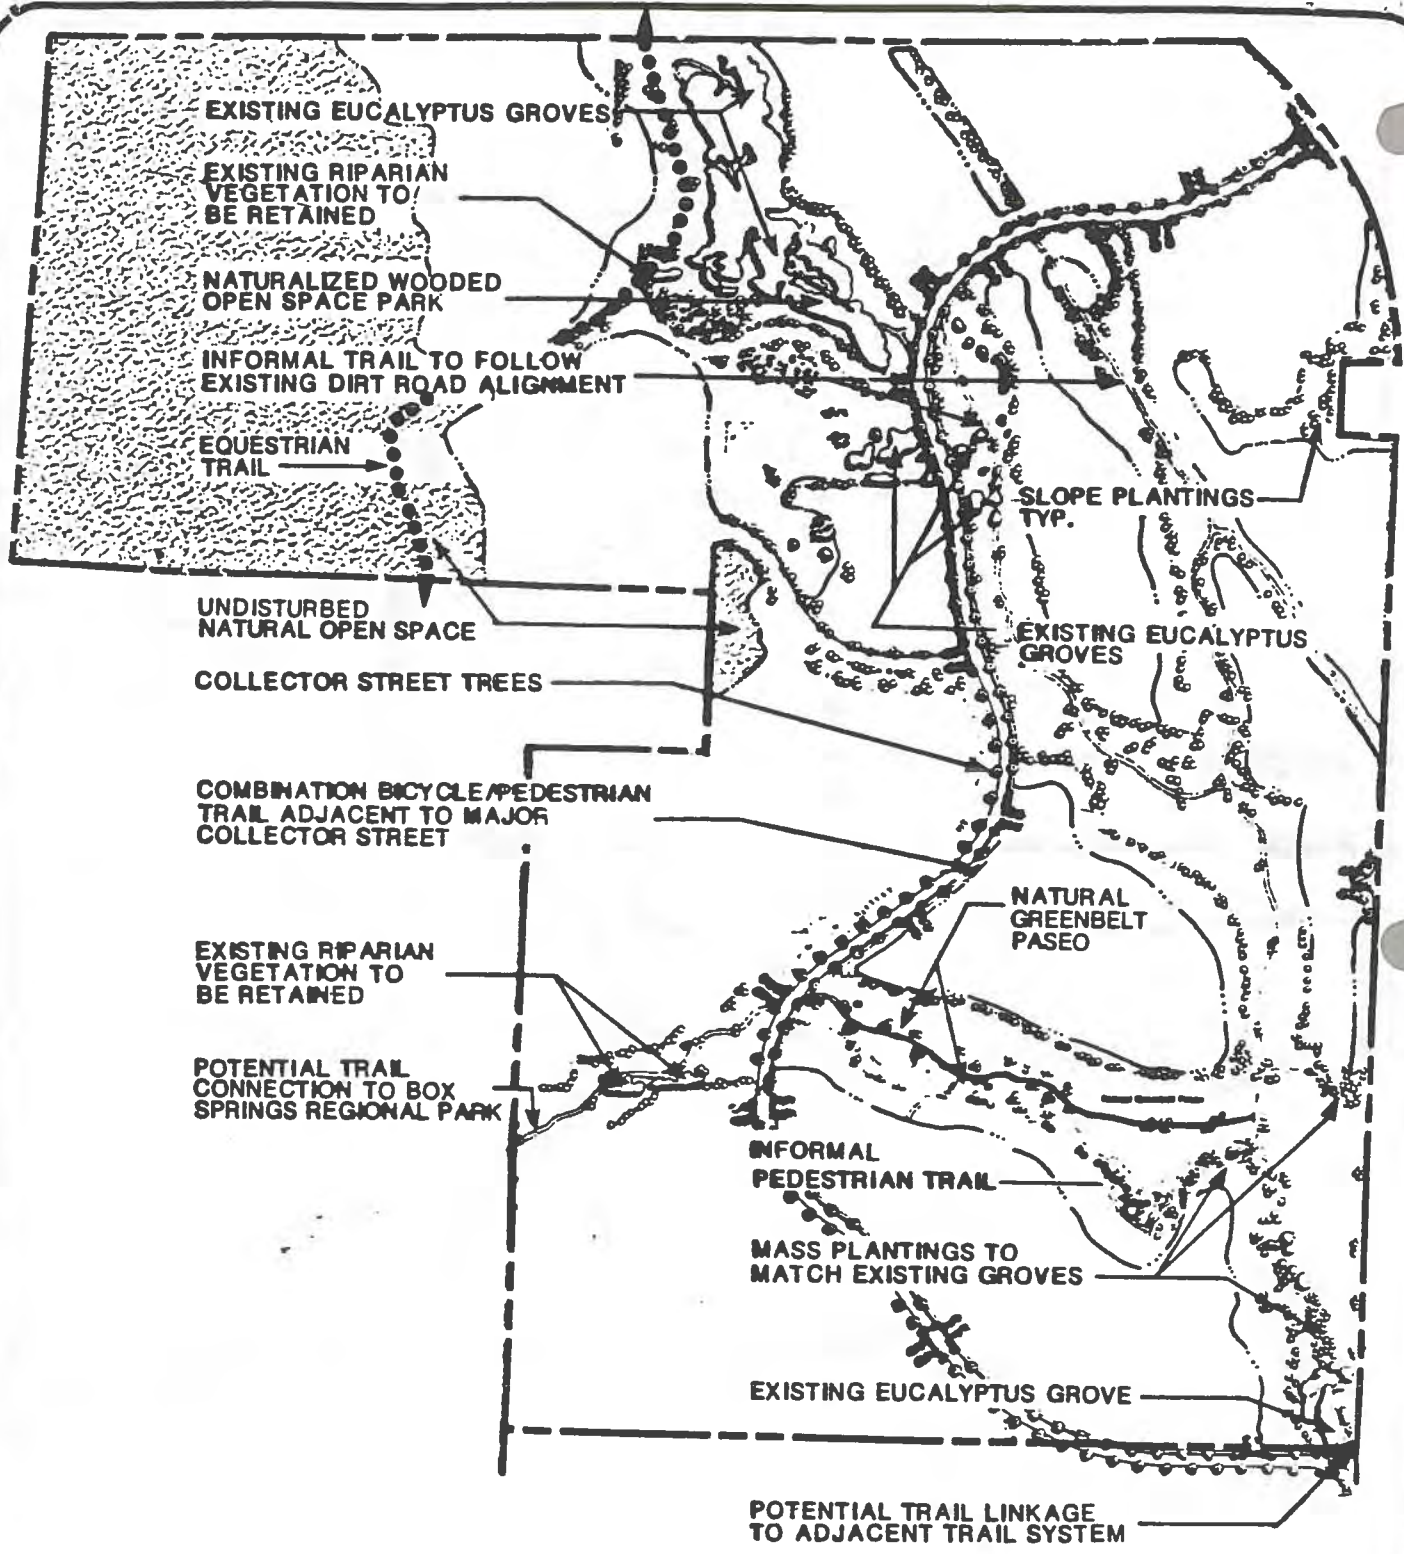 EXISTING EUCALYPTUS GROVES
EXISTING RIPARIAN
VEGETATION TO
BE RETAINED
NATURALIZED WOODED
OPEN SPACE PARK
INFORMAL TRAIL TO FOLLOW
EXISTING DIRT ROAD ALIGNMENT
EQUESTRIAN
TRAIL
SLOPE PLANTINGS
TYP.
UNDISTURBED
NATURAL OPEN SPACE
EXISTING EUCALYPTUS
GROVES
COLLECTOR STREET TREES
COMBINATION BICYCLE/PEDESTRIAN
TRAIL ADJACENT TO MAJOR
COLLECTOR STREET
NATURAL
GREENBELT
PASEO
EXISTING RIPARIAN
VEGETATION TO
BE RETAINED
POTENTIAL TRAIL
CONNECTION TO BOX
SPRINGS REGIONAL PARK
INFORMAL
PEDESTRIAN TRAIL
MASS PLANTINGS TO
MATCH EXISTING GROVES
EXISTING EUCALYPTUS GROVE
POTENTIAL TRAIL LINKAGE
TO ADJACENT TRAIL SYSTEM